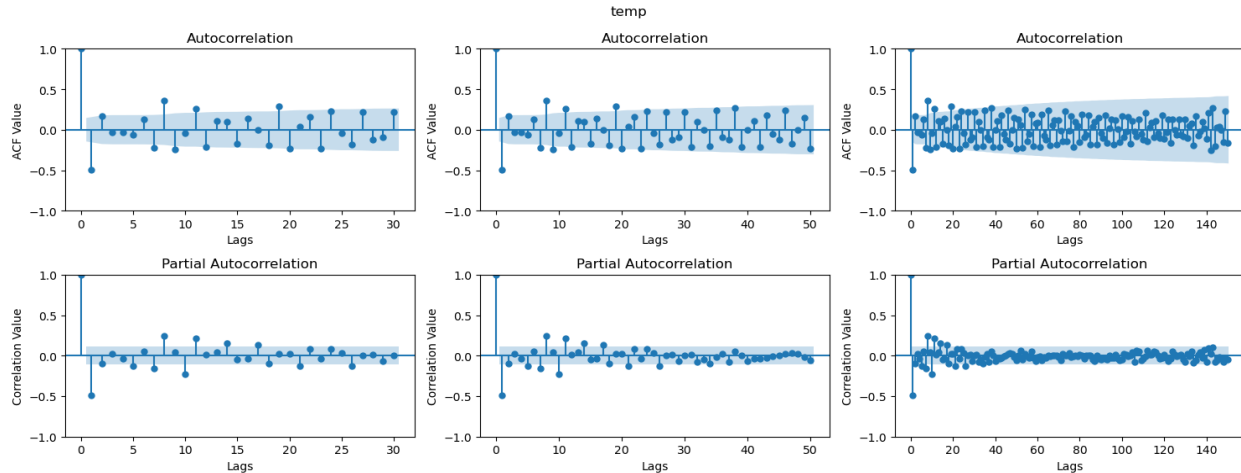 temp
Autocorrelation
Autocorrelation
Autocorrelation
1.0
0.5
0.0
−0.5
−1.0
ACF Value
0 5 10 15 20 25 30
Lags
1.0
0.5
0.0
−0.5
−1.0
ACF Value
0 10 20 30 40 50
Lags
1.0
0.5
0.0
−0.5
−1.0
ACF Value
0 20 40 60 80 100 120 140
Lags
Partial Autocorrelation
Partial Autocorrelation
Partial Autocorrelation
1.0
0.5
0.0
−0.5
−1.0
Correlation Value
0 5 10 15 20 25 30
Lags
1.0
0.5
0.0
−0.5
−1.0
Correlation Value
0 10 20 30 40 50
Lags
1.0
0.5
0.0
−0.5
−1.0
Correlation Value
0 20 40 60 80 100 120 140
Lags